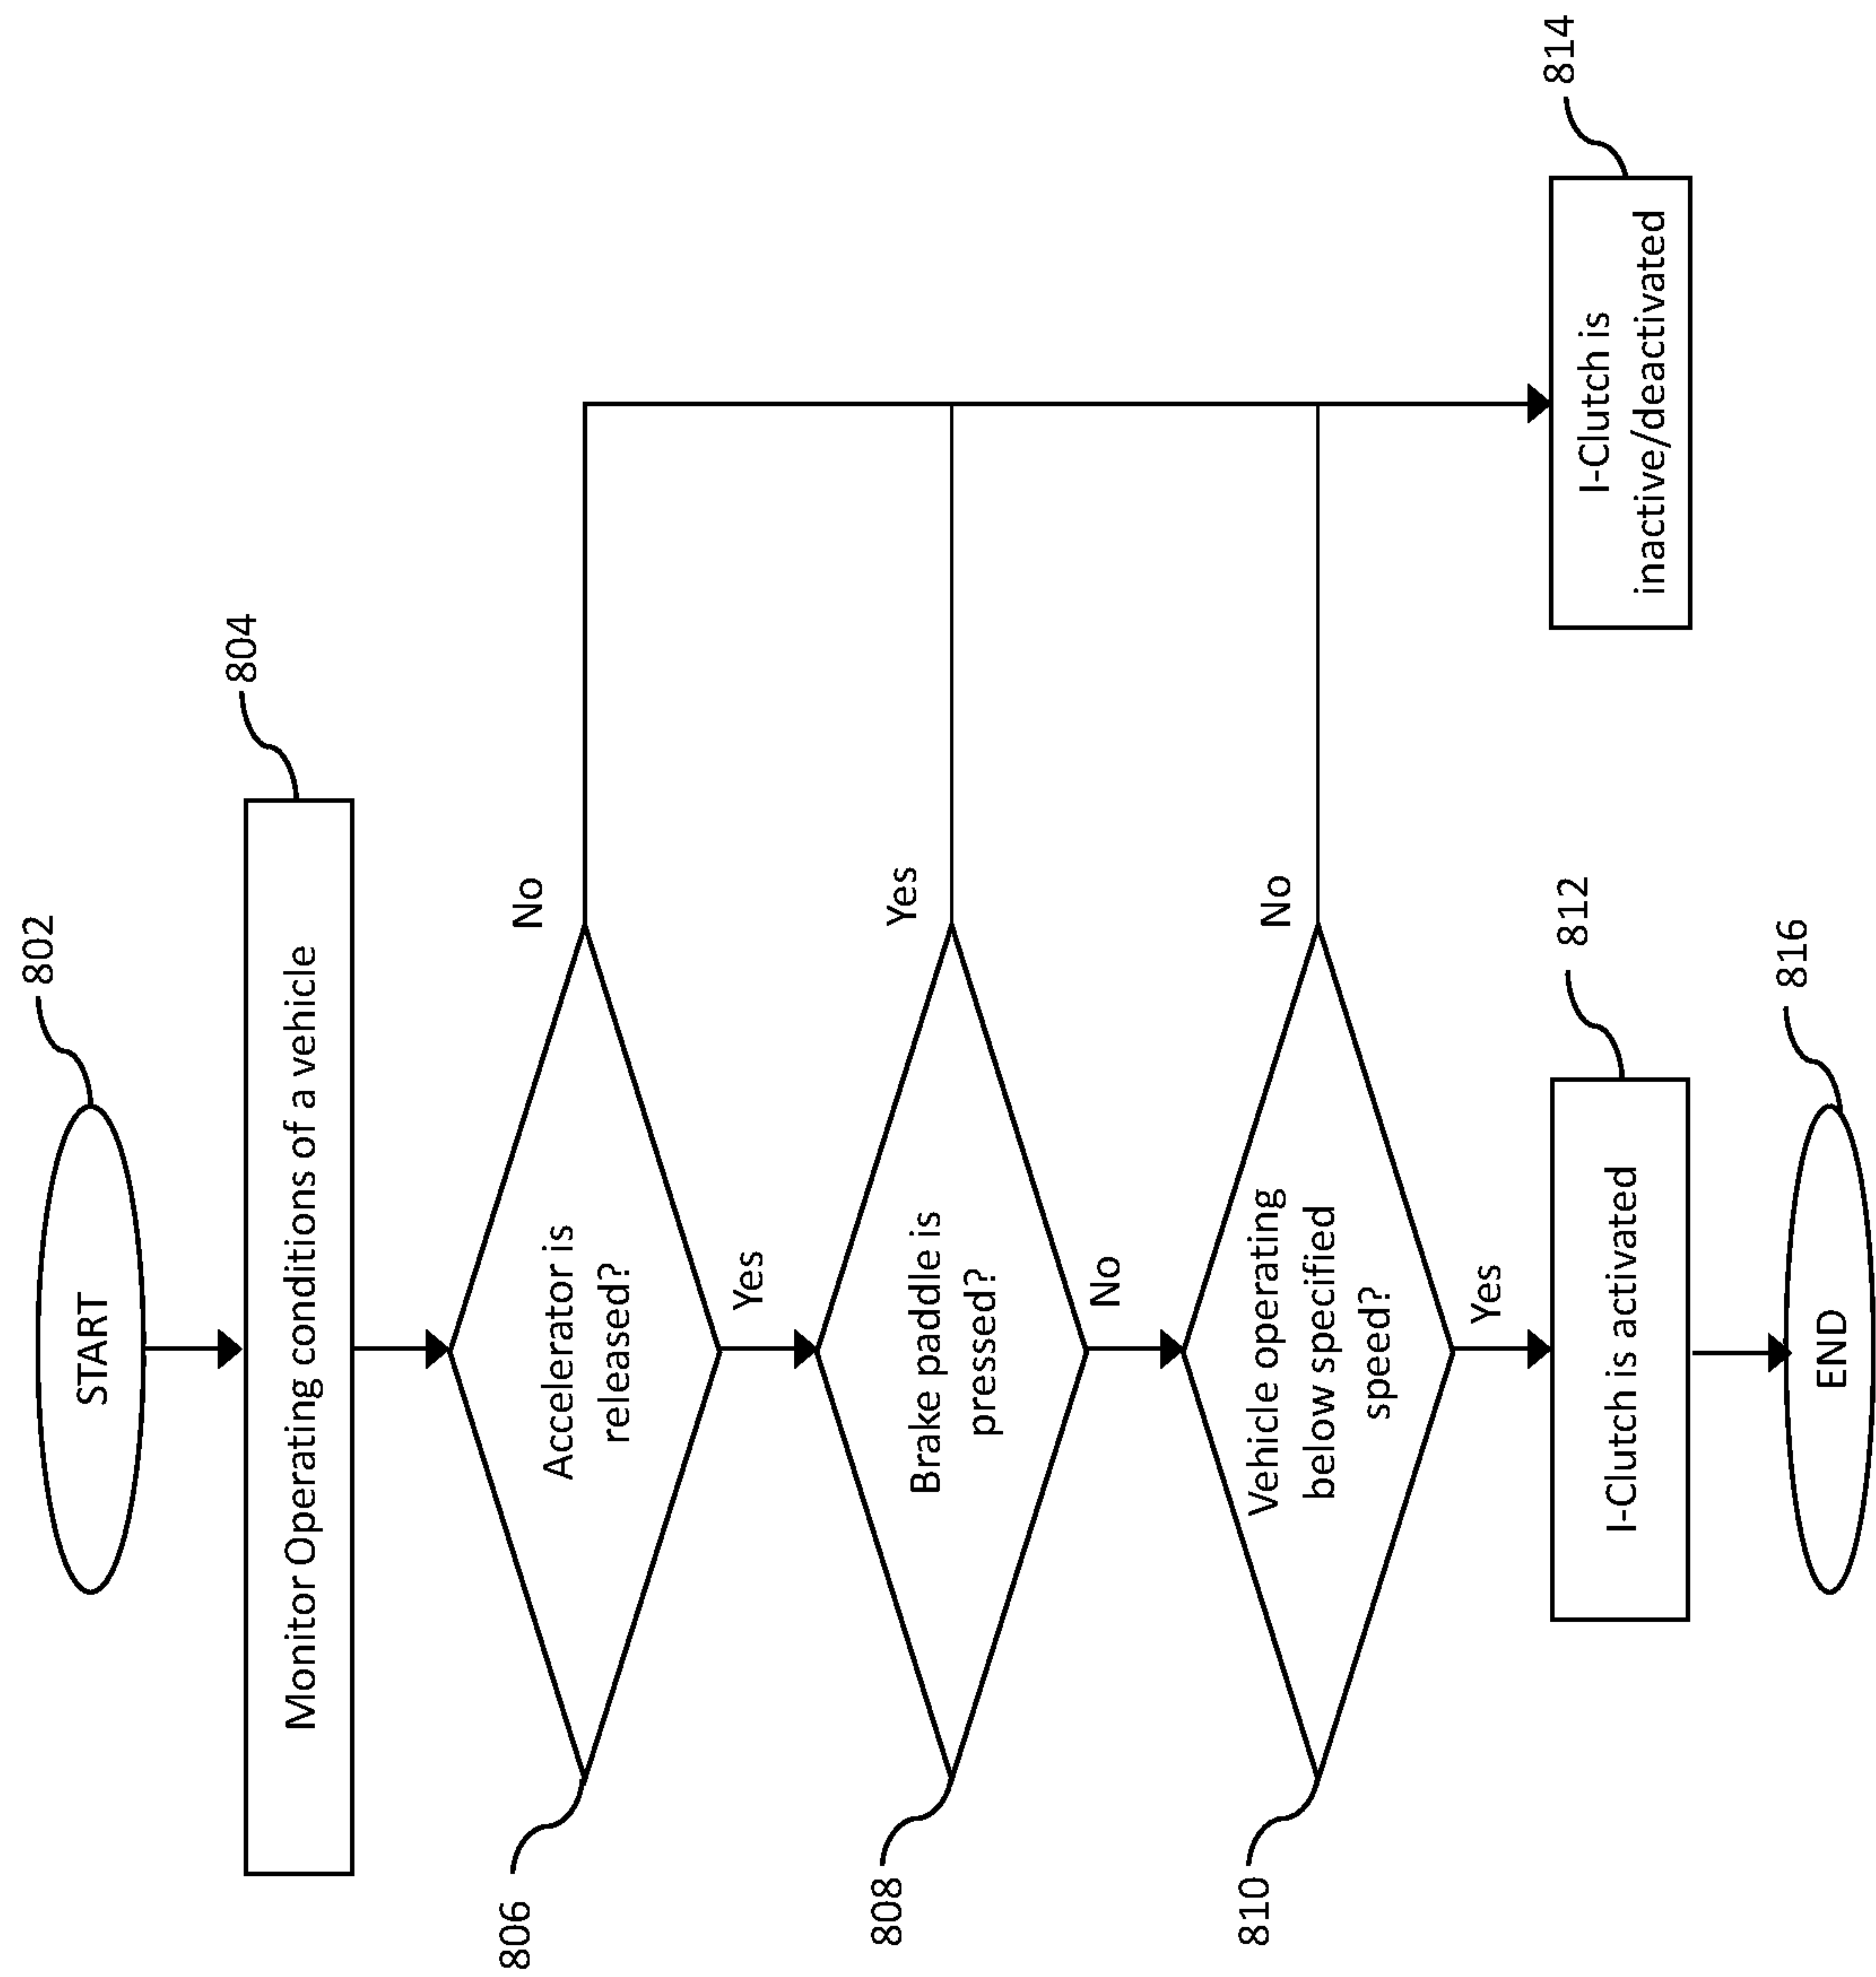 802
START
804
Monitor Operating conditions of a vehicle
806
Accelerator is
released?
No
Yes
808
Brake paddle is
pressed?
Yes
No
810
Vehicle operating
below specified
speed?
No
Yes
812
I-Clutch is activated
814
I-Clutch is
inactive/deactivated
816
END